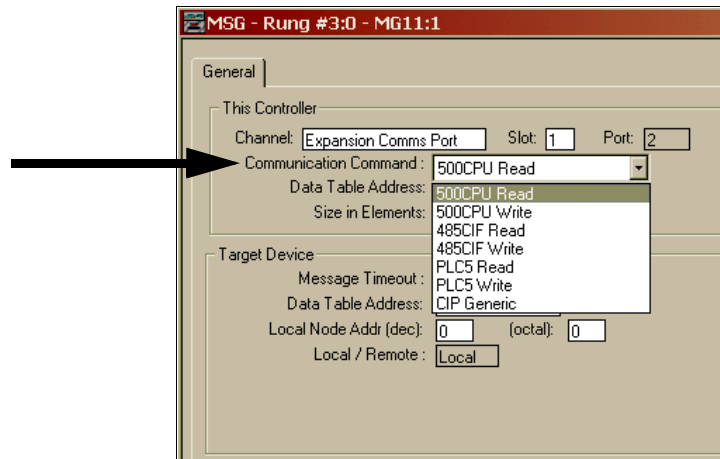 MSG - Rung #3:0 - MG11:1
General
This Controller
Channel: Expansion Comms Port Slot: 1 Port: 2
Communication Command : 500CPU Read
Data Table Address:
500CPU Read
Size in Elements:
500CPU Write
485CIF Read
485CIF Write
PLC5 Read
PLC5 Write
CIP Generic
Target Device
Message Timeout :
Data Table Address:
Local Node Addr (dec): 0 (octal): 0
Local / Remote : Local